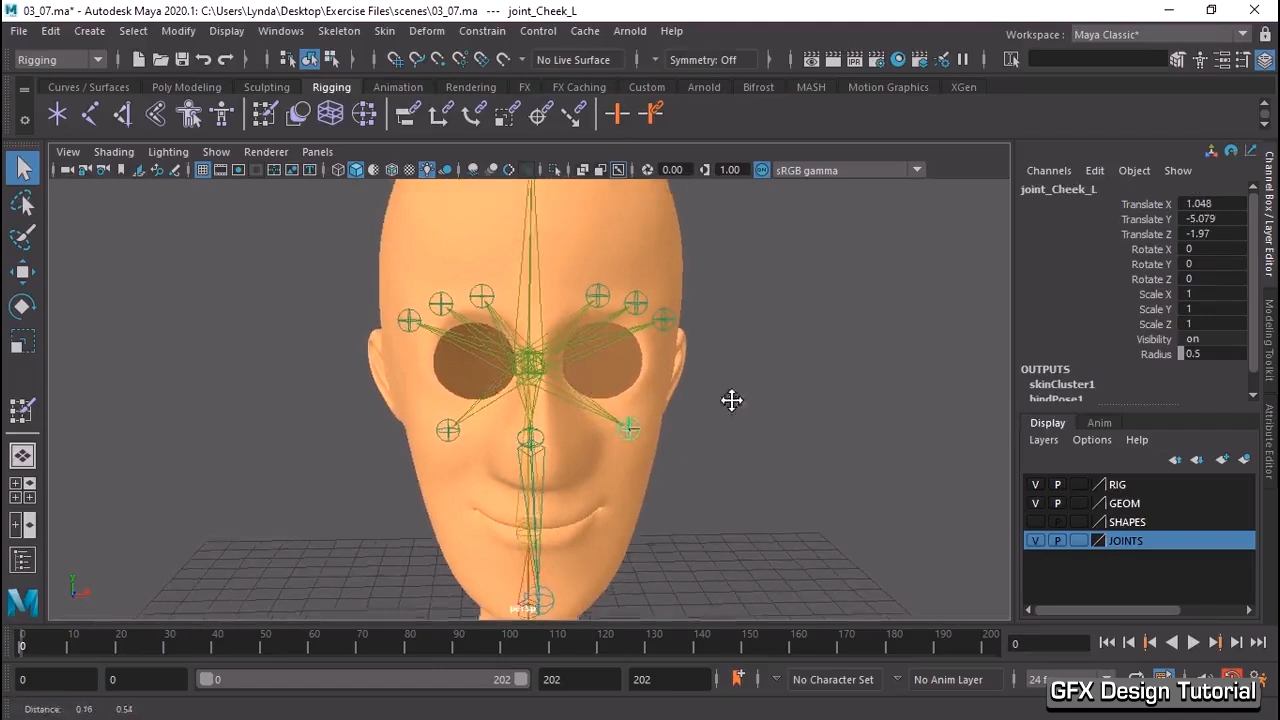 03_07.ma* - Autodesk Maya 2020.1: C:\Users\Lynda\Desktop\Exercise Files\scenes\03_07.ma --- joint_Cheek_L
File Edit Create Select Modify Display Windows Skeleton Skin Deform Constrain Control Cache Arnold Help
Workspace : Maya Classic*
Rigging No Live Surface Symmetry: Off
Curves / Surfaces Poly Modeling Sculpting Rigging Animation Rendering FX FX Caching Custom Arnold Bifrost MASH Motion Graphics XGen
View Shading Lighting Show Renderer Panels
0.00 1.00 ON sRGB gamma
Channels Edit Object Show
joint_Cheek_L
Translate X 1.048
Translate Y -5.079
Translate Z -1.97
Rotate X 0
Rotate Y 0
Rotate Z 0
Scale X 1
Scale Y 1
Scale Z 1
Visibility on
Radius 0.5
OUTPUTS
skinCluster1
bindPose1
Display Anim
Layers Options Help
V P RIG
V P GEOM
P SHAPES
V P JOINTS
Channel Box / Layer Editor
Modeling Toolkit
Attribute Editor
y
persp
0 10 20 30 40 50 60 70 80 90 100 110 120 130 140 150 160 170 180 190 200
0
0
0 0 0 202 202 202 No Character Set No Anim Layer 24 f
Distance: 0.16 0.54
GFX Design Tutorial